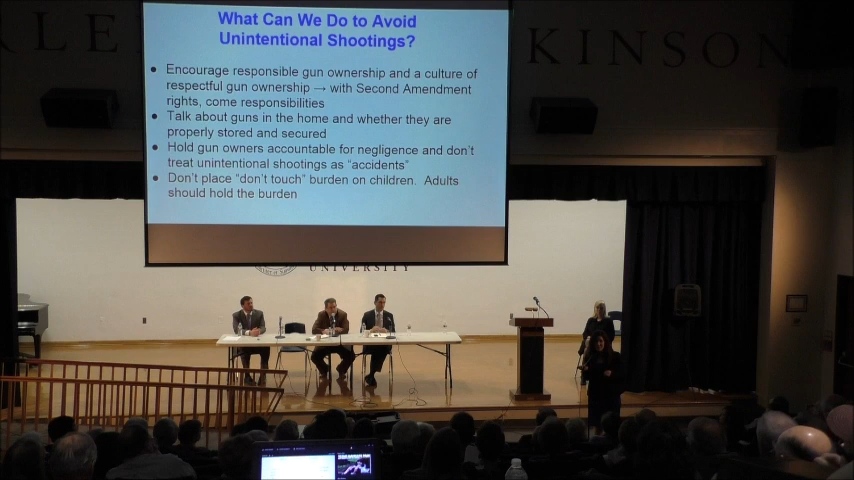 What Can We Do to Avoid
Unintentional Shootings?
● Encourage responsible gun ownership and a culture of
respectful gun ownership → with Second Amendment
rights, come responsibilities
● Talk about guns in the home and whether they are
properly stored and secured
● Hold gun owners accountable for negligence and don't
treat unintentional shootings as "accidents"
● Don't place "don't touch" burden on children. Adults
should hold the burden
KINSON
UNIVERSITY